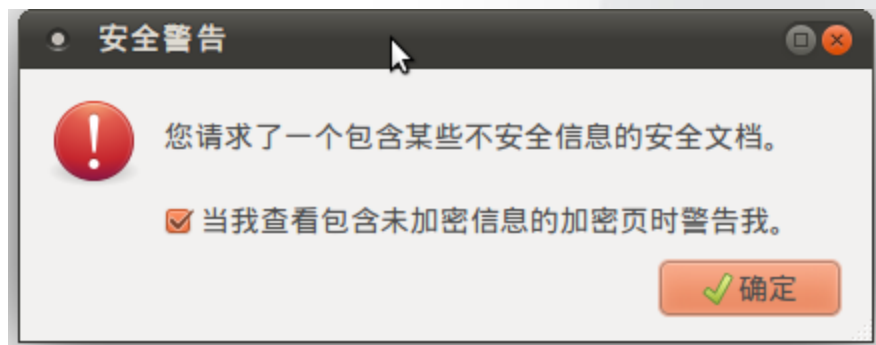 安全警告
您请求了一个包含某些不安全信息的安全文档。
当我查看包含未加密信息的加密页时警告我。
确定